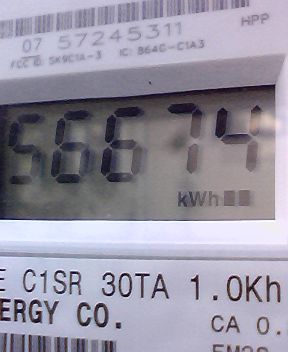 HPP
07 57245311
FCC ID: SK9C1A-3 IC: 864G-C1A3
56674
kWh
E C1SR 30TA 1.0Kh
ERGY CO.
CA 0.